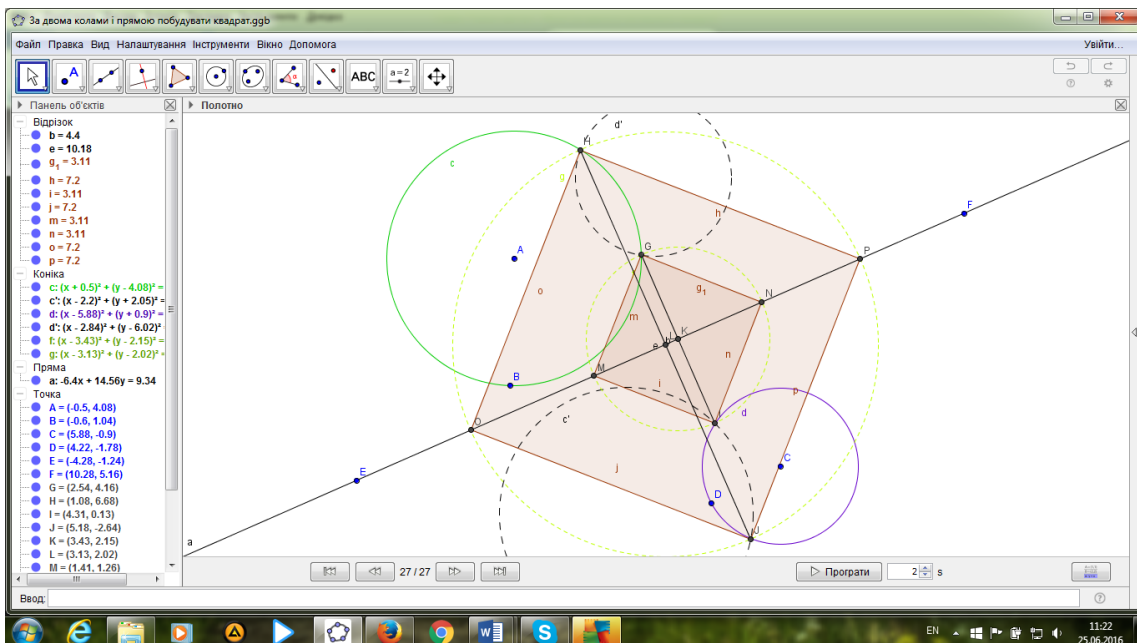 За двома колами і прямою побудувати квадрат.ggb
Файл Правка Вид Налаштування Інструменти Вікно Допомога
Увійти...
A
α
ABC
a=2
Панель об'єктів
Полотно
Відрізок
b = 4.4
e = 10.18
g₁ = 3.11
h = 7.2
i = 3.11
j = 7.2
m = 3.11
n = 3.11
o = 7.2
p = 7.2
Коніка
c: (x + 0.5)² + (y - 4.08)² =
c': (x - 2.2)² + (y + 2.05)² =
d: (x - 5.88)² + (y + 0.9)² =
d': (x - 2.84)² + (y - 6.02)² =
f: (x - 3.43)² + (y - 2.15)² =
g: (x - 3.13)² + (y - 2.02)² =
Пряма
a: -6.4x + 14.56y = 9.34
Точка
A = (-0.5, 4.08)
B = (-0.6, 1.04)
C = (5.88, -0.9)
D = (4.22, -1.78)
E = (-4.28, -1.24)
F = (10.28, 5.16)
G = (2.54, 4.16)
H = (1.08, 6.68)
I = (4.31, 0.13)
J = (5.18, -2.64)
K = (3.43, 2.15)
L = (3.13, 2.02)
M = (1.41, 1.26)
d'
H
c
g
h
F
G
A
P
o
g₁
N
m
K
e
n
M
i
B
p
c'
d
O
C
j
E
D
J
a
27 / 27
Програти
2
s
Ввод:
EN
11:22
25.06.2016